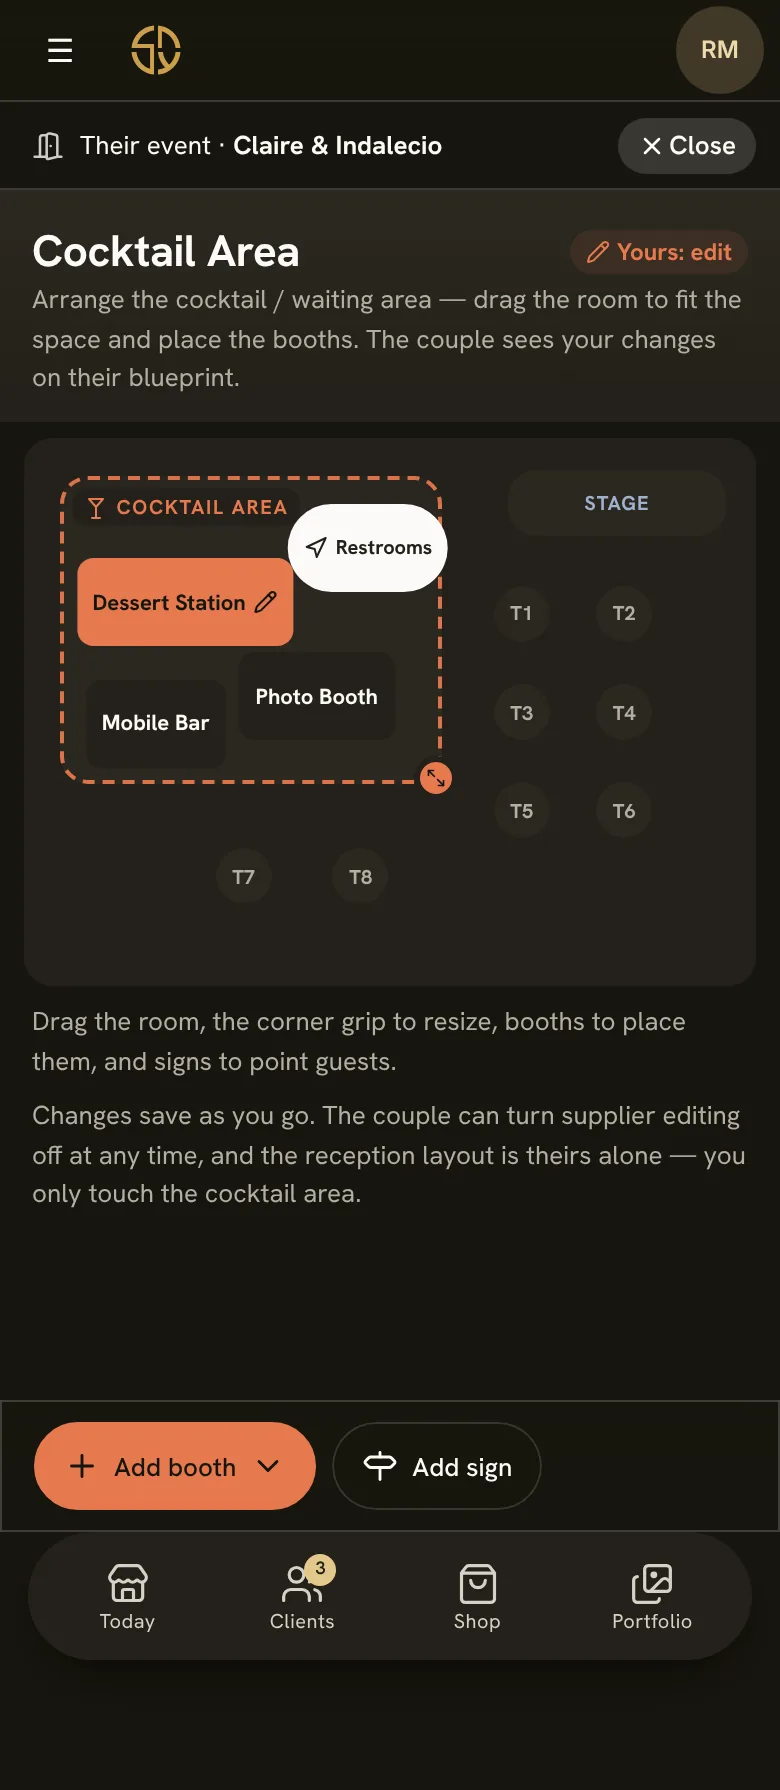 RM
Their event · Claire & Indalecio
Close
Cocktail Area
Yours: edit
Arrange the cocktail / waiting area — drag the room to fit the
space and place the booths. The couple sees your changes
on their blueprint.
COCKTAIL AREA
STAGE
Restrooms
Dessert Station
T1 T2
Photo Booth
Mobile Bar
T3 T4
T5 T6
T7 T8
Drag the room, the corner grip to resize, booths to place
them, and signs to point guests.
Changes save as you go. The couple can turn supplier editing
off at any time, and the reception layout is theirs alone — you
only touch the cocktail area.
Add booth
Add sign
3
Today Clients Shop Portfolio